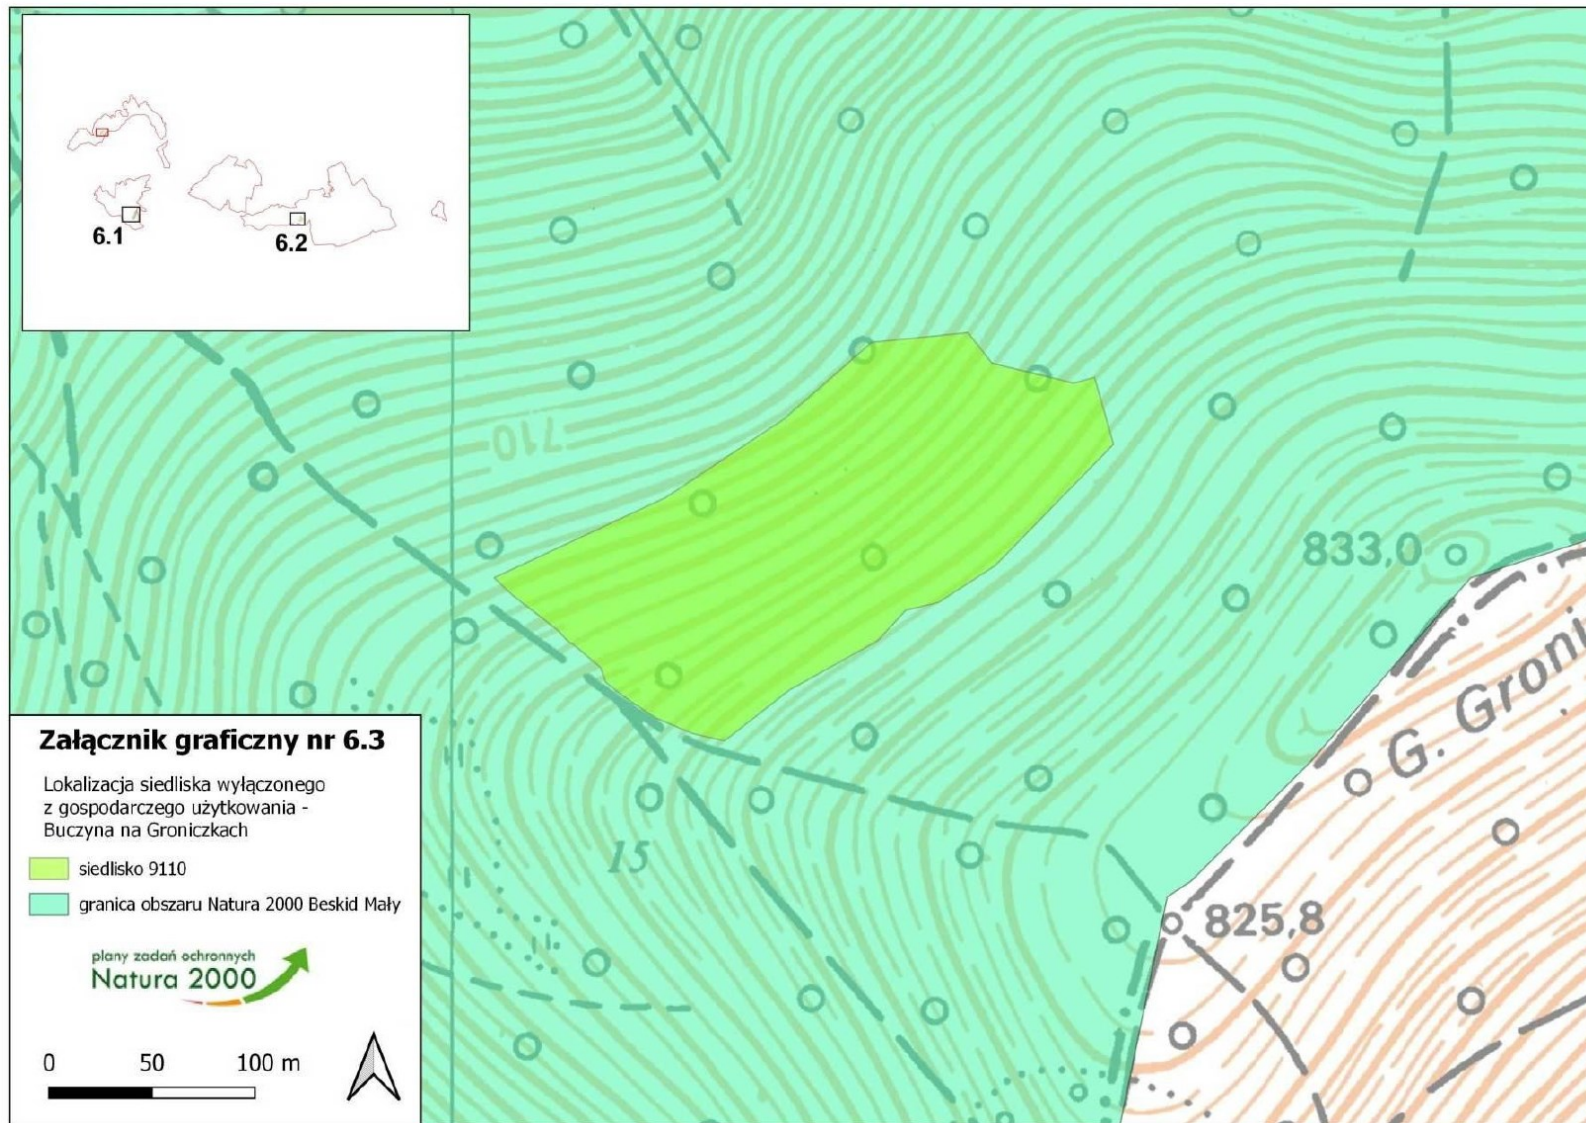 6.1
6.2
710
833,0
G. Groni
825,8
15
Załącznik graficzny nr 6.3
Lokalizacja siedliska wyłączonego
z gospodarczego użytkowania -
Buczyna na Groniczkach
siedlisko 9110
granica obszaru Natura 2000 Beskid Mały
plany zadań ochronnych
Natura 2000
0 50 100 m